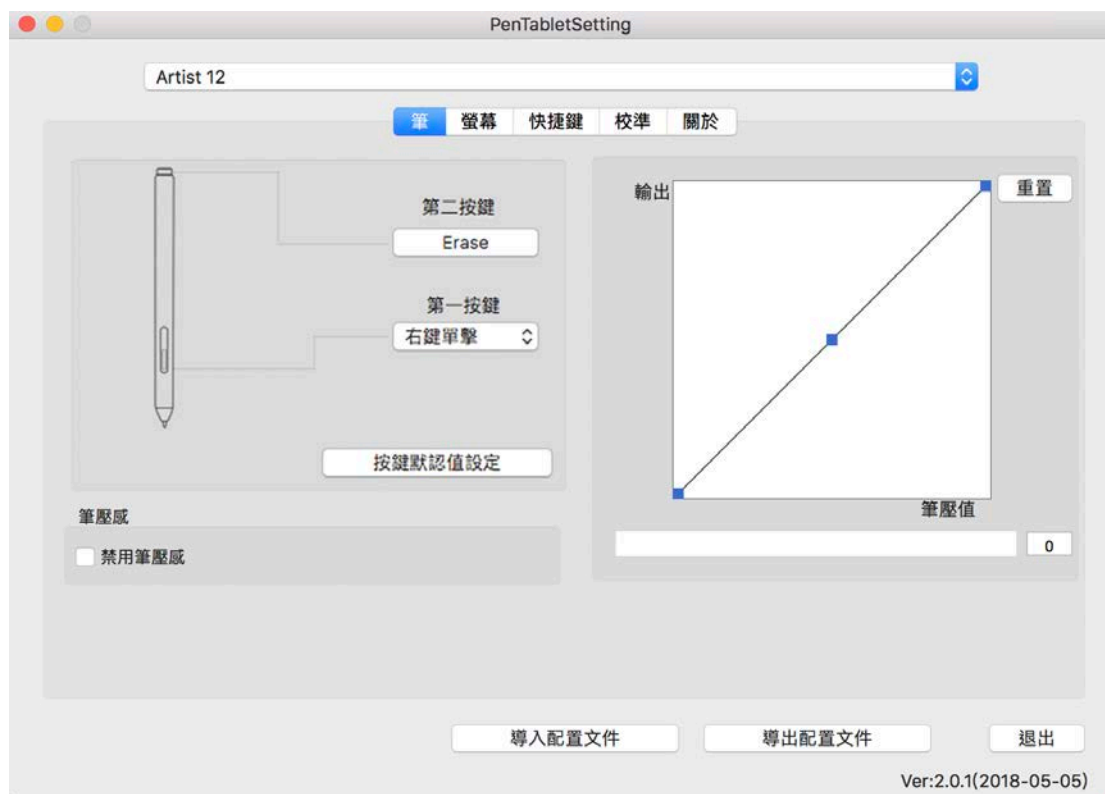 PenTabletSetting
Artist 12
筆 螢幕 快捷鍵 校準 關於
第二按鍵
Erase
第一按鍵
右鍵單擊
按鍵默認值設定
筆壓感
禁用筆壓感
輸出
重置
筆壓值
0
導入配置文件 導出配置文件 退出
Ver:2.0.1(2018-05-05)